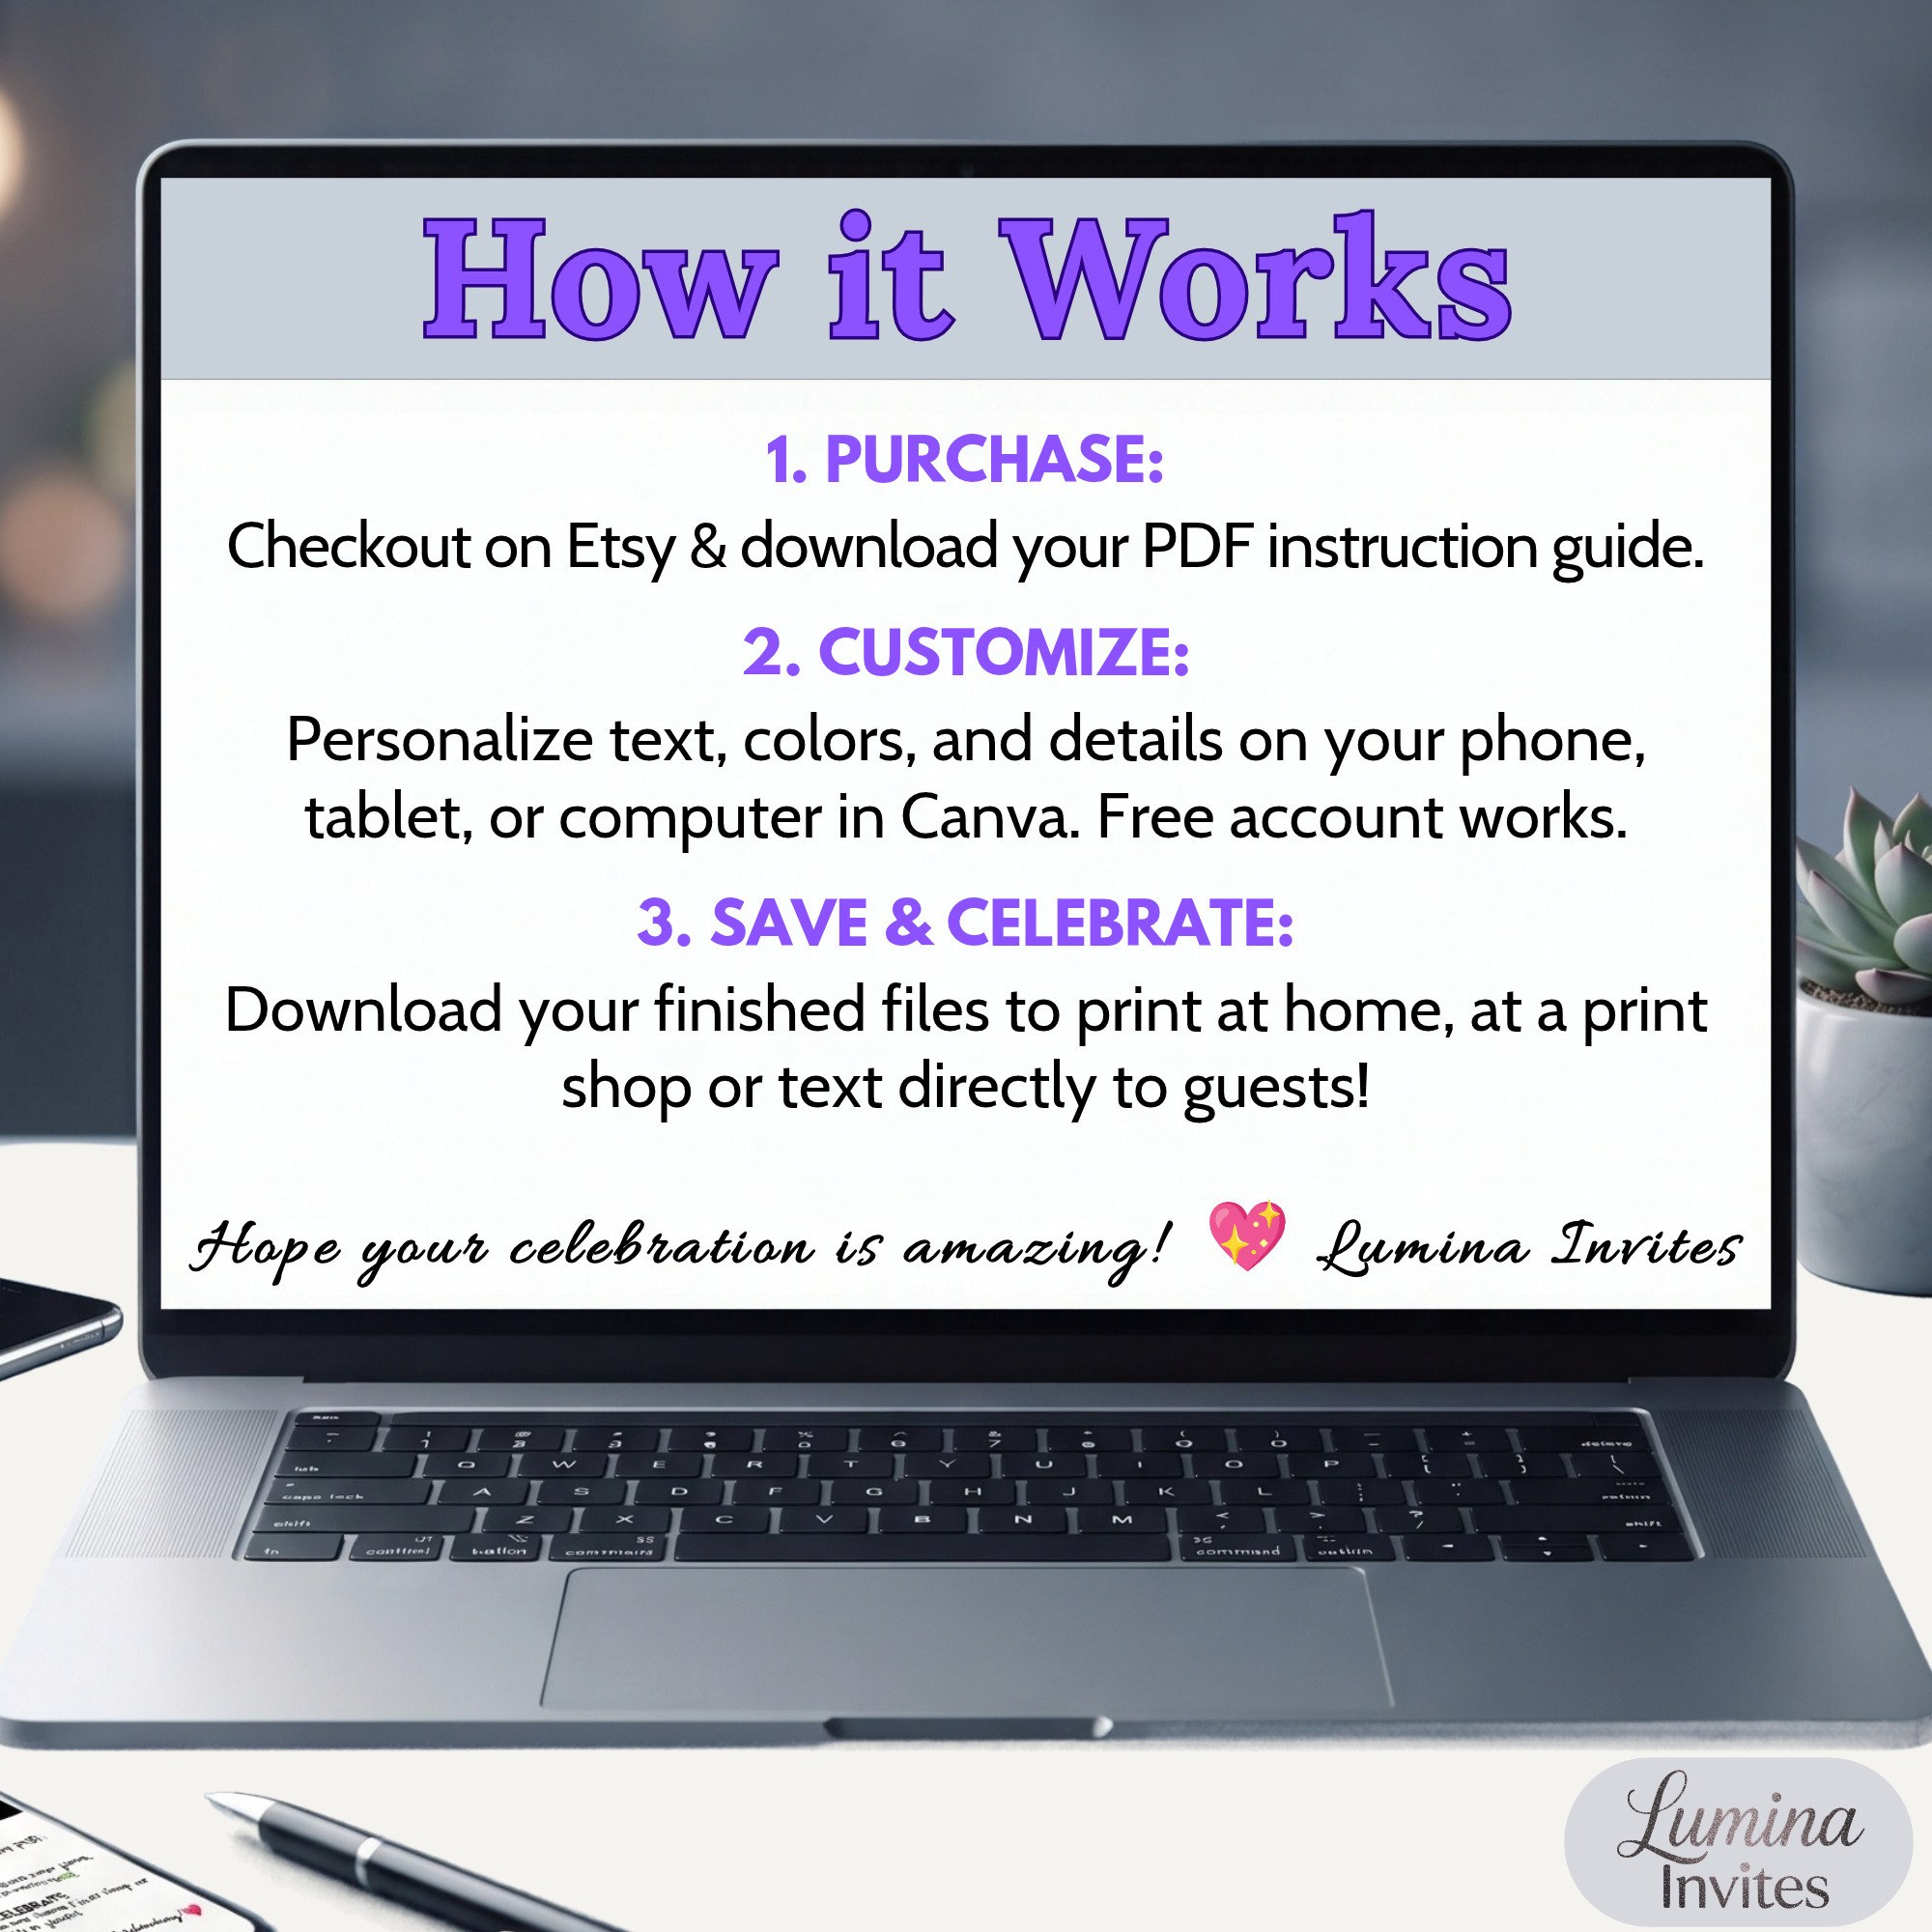 How it Works
1. PURCHASE:
Checkout on Etsy & download your PDF instruction guide.
2. CUSTOMIZE:
Personalize text, colors, and details on your phone,
tablet, or computer in Canva. Free account works.
3. SAVE & CELEBRATE:
Download your finished files to print at home, at a print
shop or text directly to guests!
Hope your celebration is amazing! 💖 Lumina Invites
Q W E R T Y U I O P
A S D F G H J K L
Z X C V B N M
command
Lumina
Invites